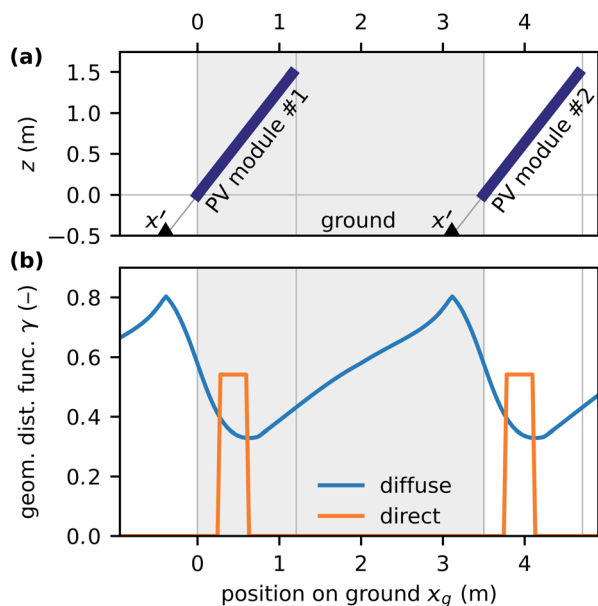 0 1 2 3 4
(a)
1.5
1.0
0.5
0.0
−0.5
z (m)
PV module #1
PV module #2
x′
x′
ground
(b)
0.8
0.6
0.4
0.2
0.0
geom. dist. func. γ (–)
diffuse
direct
0 1 2 3 4
position on ground x_g (m)